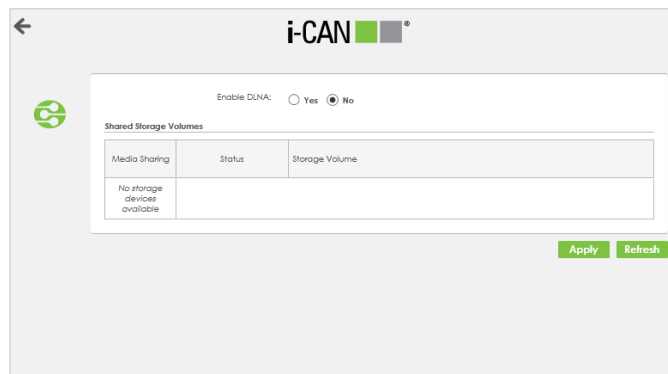 i-CAN ®
Enable DLNA: Yes No
Shared Storage Volumes
Media Sharing Status Storage Volume
No storage
devices
available
Apply Refresh